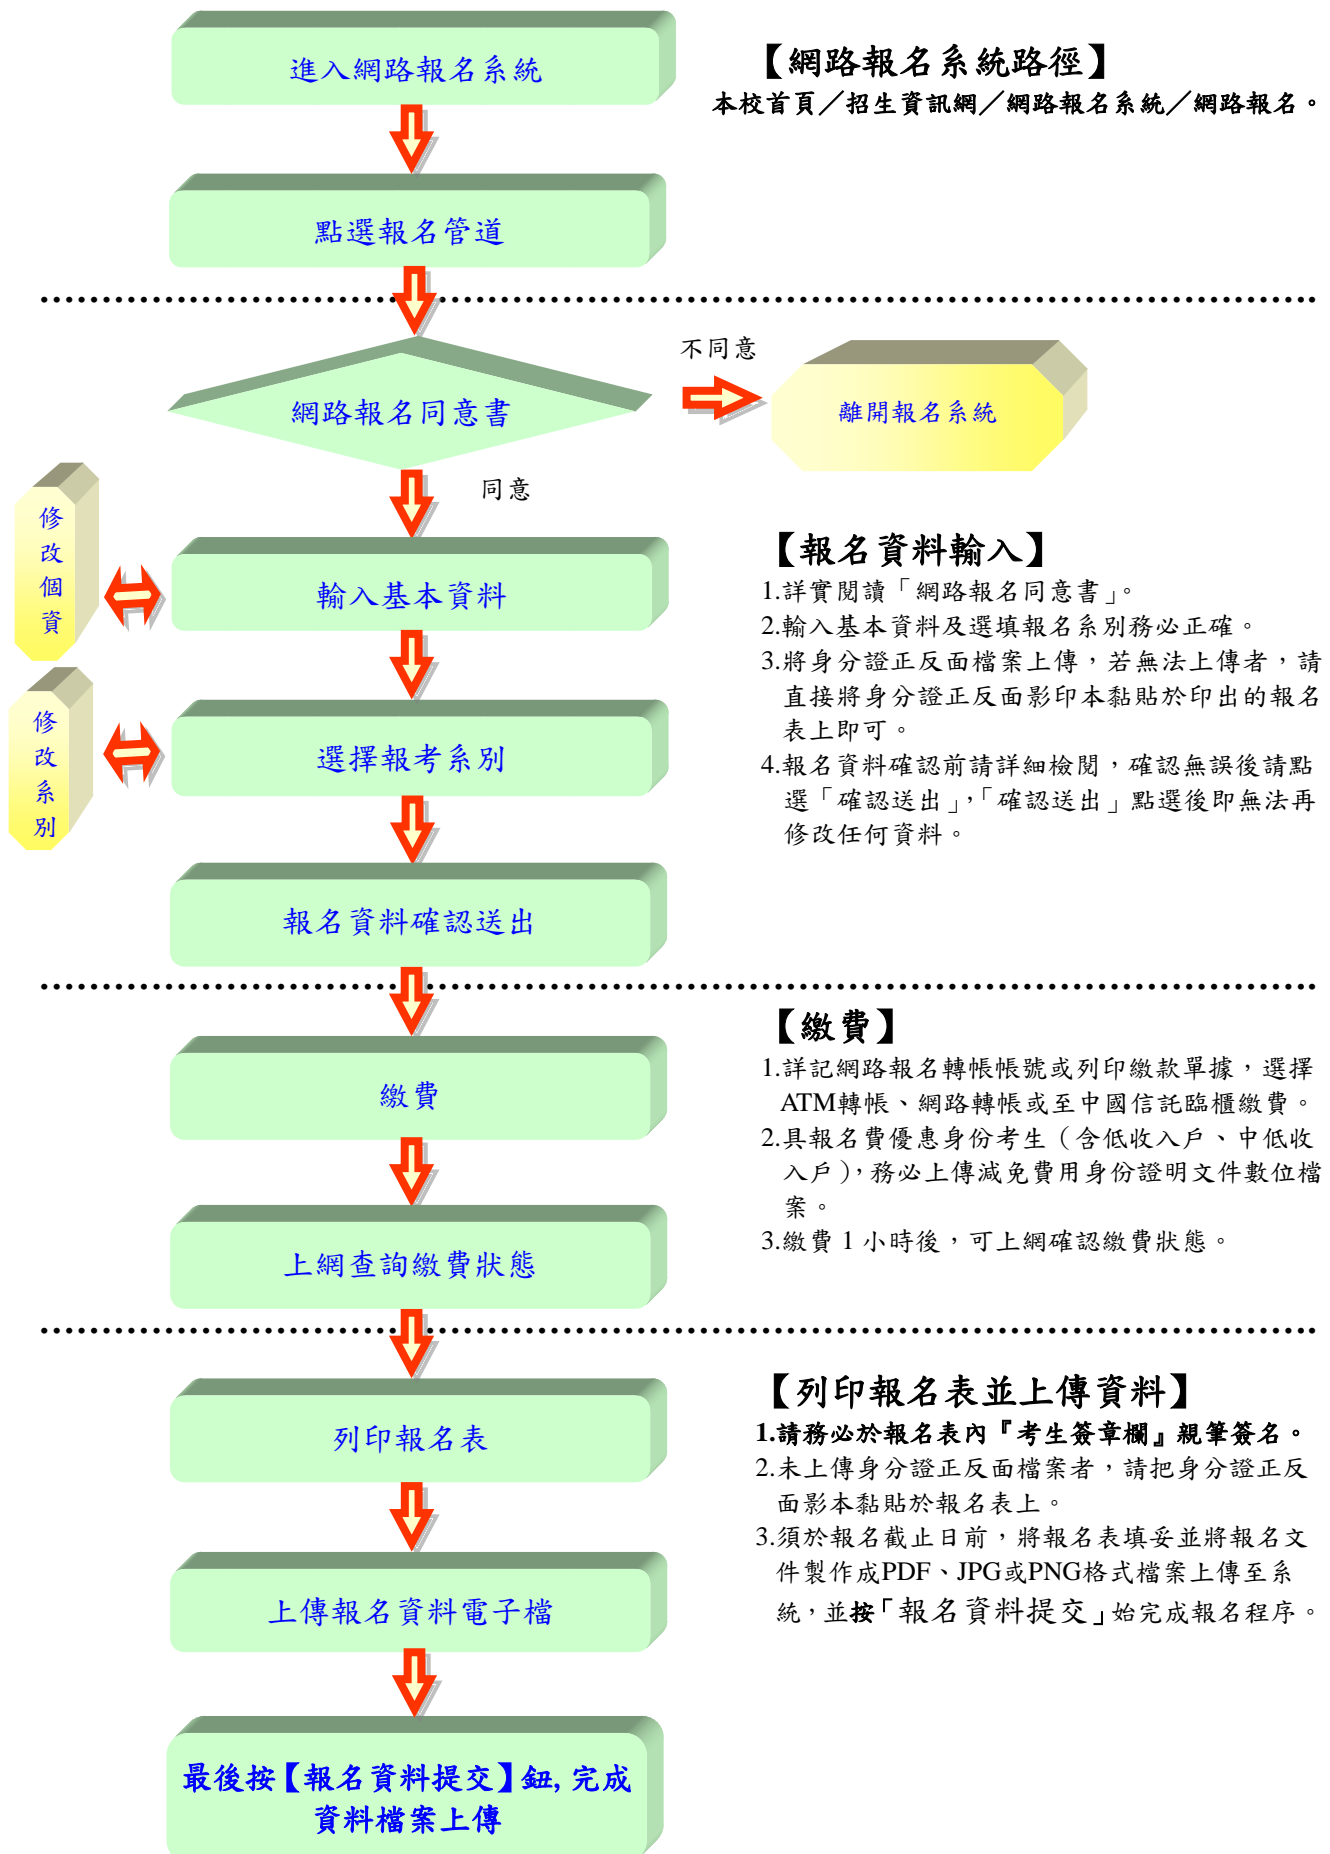 進入網路報名系統
【網路報名系統路徑】
本校首頁／招生資訊網／網路報名系統／網路報名。
點選報名管道
網路報名同意書
不同意
離開報名系統
同意
修改個資
輸入基本資料
修改系別
選擇報考系別
報名資料確認送出
【報名資料輸入】
1.詳實閱讀「網路報名同意書」。
2.輸入基本資料及選填報名系別務必正確。
3.將身分證正反面檔案上傳，若無法上傳者，請
直接將身分證正反面影印本黏貼於印出的報名
表上即可。
4.報名資料確認前請詳細檢閱，確認無誤後請點
選「確認送出」，「確認送出」點選後即無法再
修改任何資料。
繳費
上網查詢繳費狀態
【繳費】
1.詳記網路報名轉帳帳號或列印繳款單據，選擇
ATM轉帳、網路轉帳或至中國信託臨櫃繳費。
2.具報名費優惠身份考生（含低收入戶、中低收
入戶），務必上傳減免費用身份證明文件數位檔
案。
3.繳費 1 小時後，可上網確認繳費狀態。
列印報名表
上傳報名資料電子檔
【列印報名表並上傳資料】
1.請務必於報名表內『考生簽章欄』親筆簽名。
2.未上傳身分證正反面檔案者，請把身分證正反
面影本黏貼於報名表上。
3.須於報名截止日前，將報名表填妥並將報名文
件製作成PDF、JPG或PNG格式檔案上傳至系
統，並按「報名資料提交」始完成報名程序。
最後按【報名資料提交】鈕,完成
資料檔案上傳